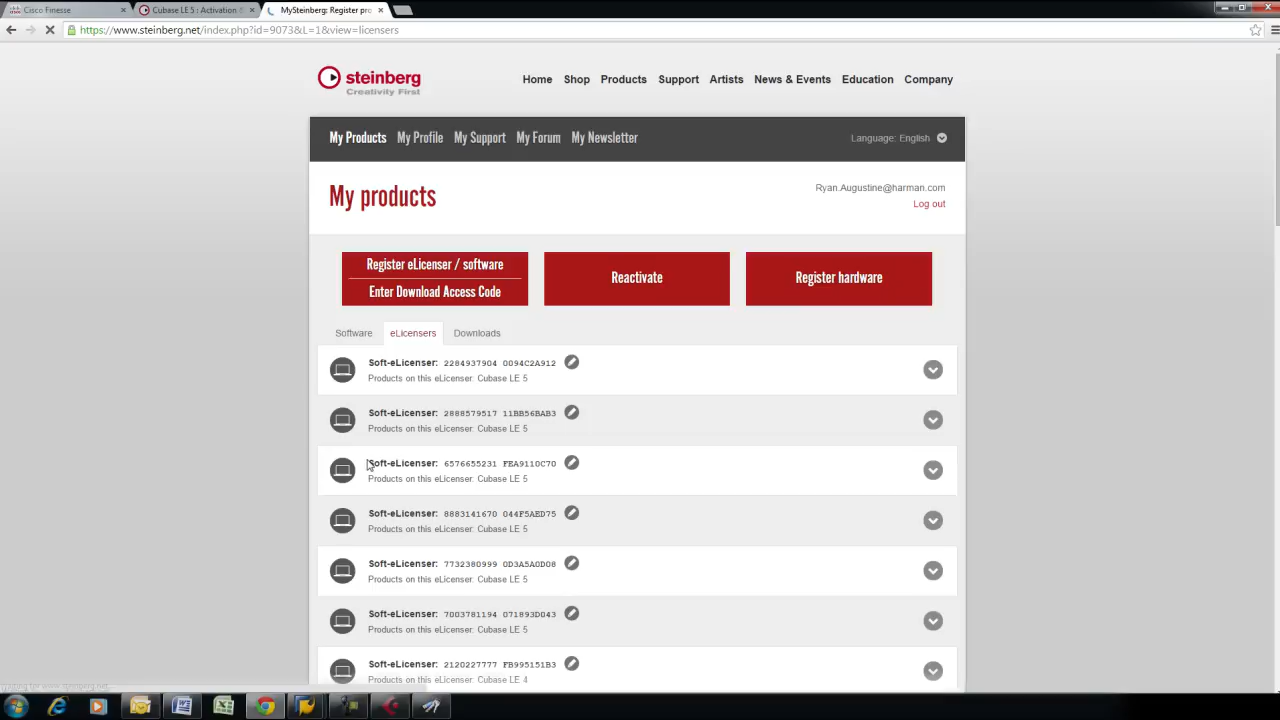 Cisco Finesse
Cubase LE 5 : Activation
MySteinberg: Register pro
https://www.steinberg.net/index.php?id=9073&L=1&view=licensers
steinberg
Creativity First
Home Shop Products Support Artists News & Events Education Company
My Products My Profile My Support My Forum My Newsletter
Language: English
My products
Ryan.Augustine@harman.com
Log out
Register eLicenser / software
Enter Download Access Code
Reactivate
Register hardware
Software eLicensers Downloads
Soft-eLicenser: 2284937904 0094C2A912
Products on this eLicenser: Cubase LE 5
Soft-eLicenser: 2888579517 11BB56BAB3
Products on this eLicenser: Cubase LE 5
Soft-eLicenser: 6576655231 FEA9110C70
Products on this eLicenser: Cubase LE 5
Soft-eLicenser: 8883141670 044F5AED75
Products on this eLicenser: Cubase LE 5
Soft-eLicenser: 7732380999 0D3A5A0D08
Products on this eLicenser: Cubase LE 5
Soft-eLicenser: 7003781194 071893D043
Products on this eLicenser: Cubase LE 5
Soft-eLicenser: 2120227777 FB995151B3
Products on this eLicenser: Cubase LE 4